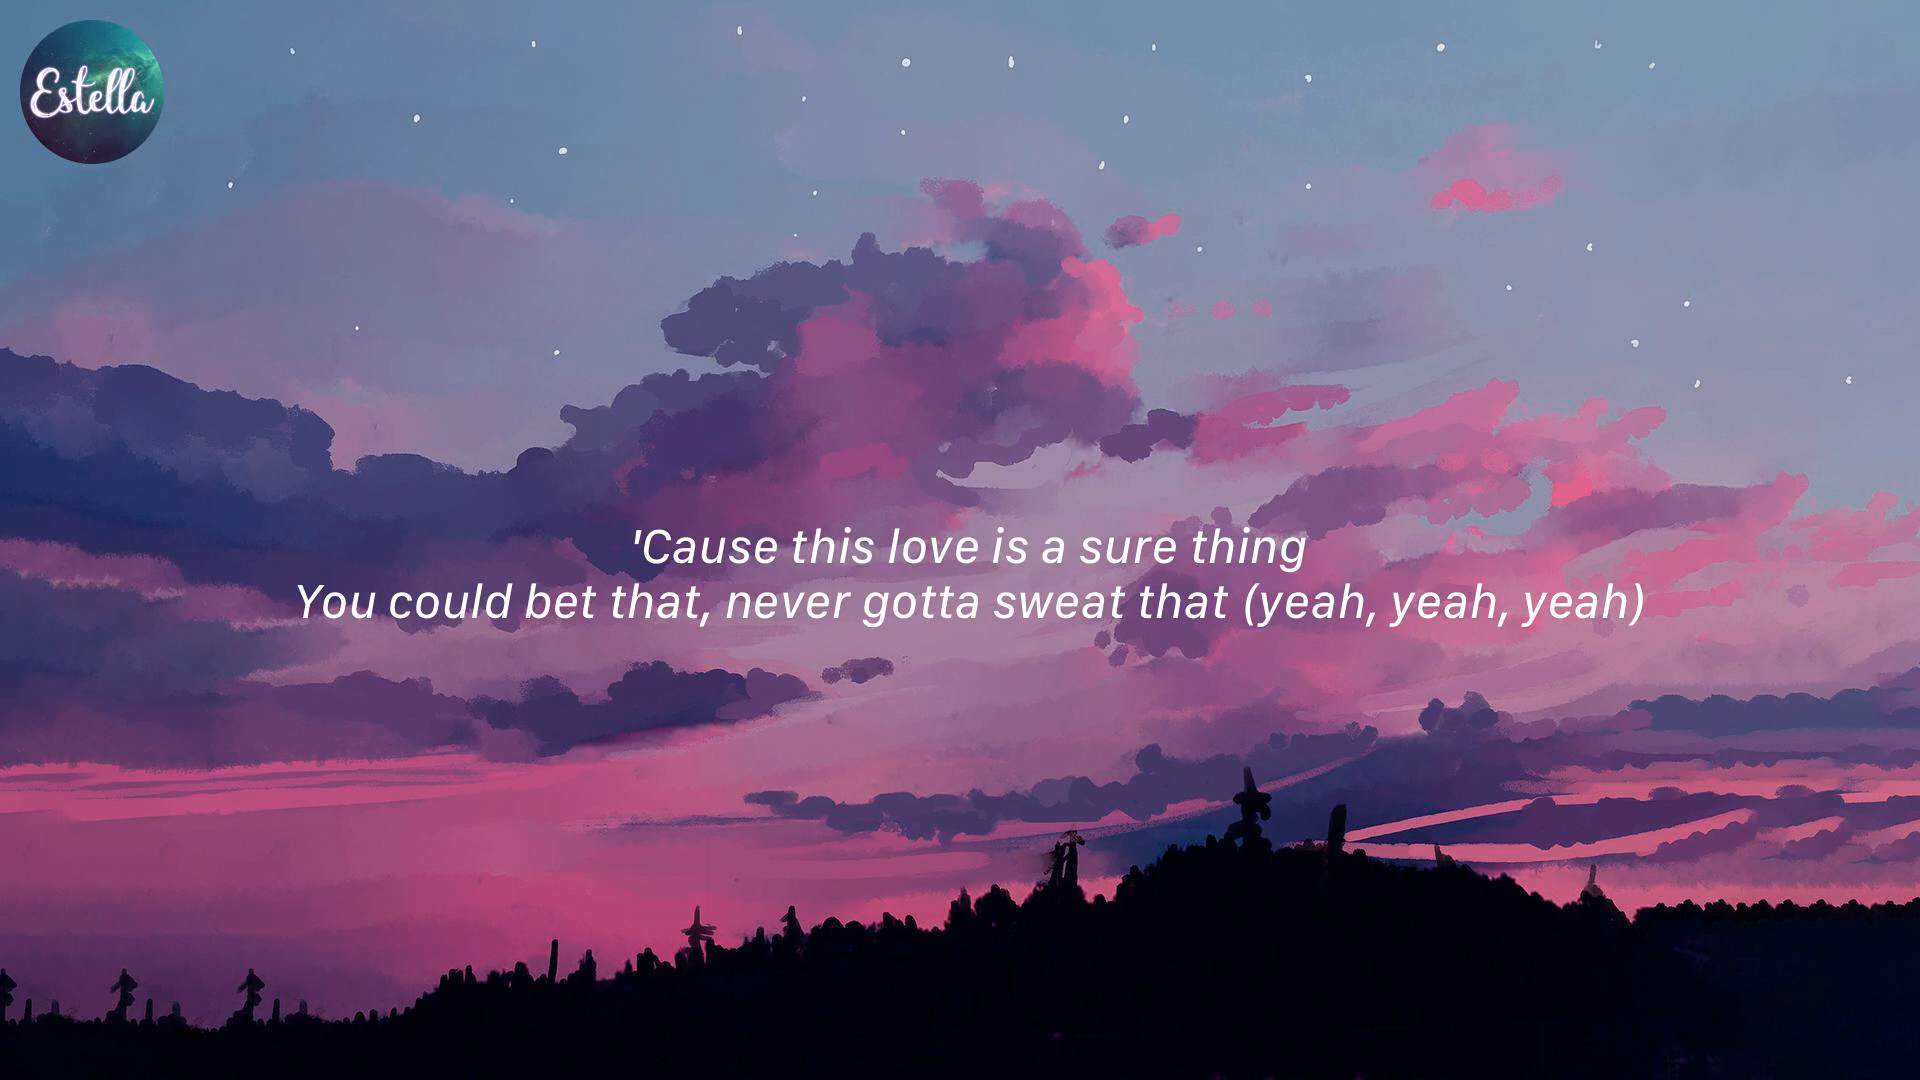 Estella
'Cause this love is a sure thing
You could bet that, never gotta sweat that (yeah, yeah, yeah)